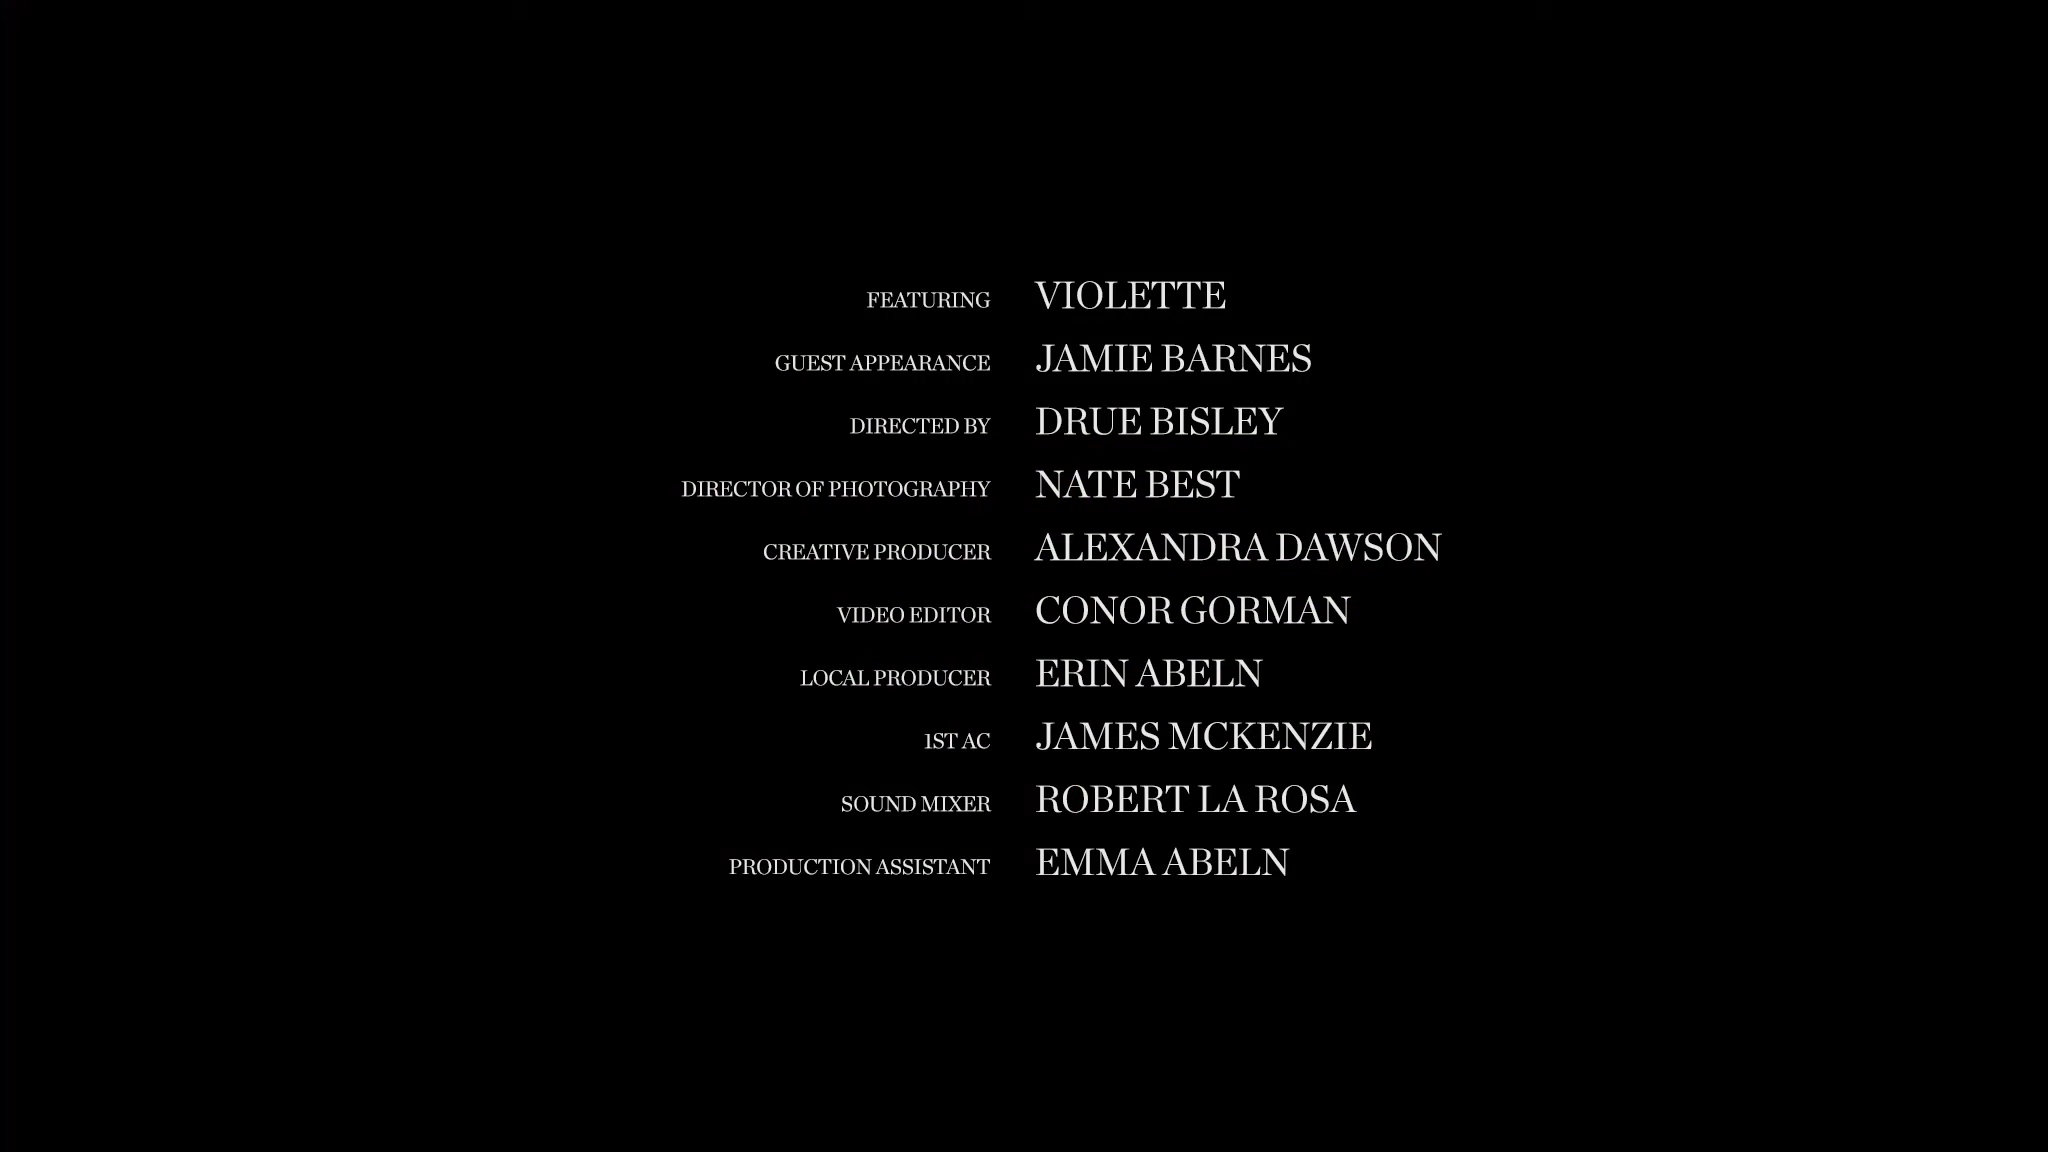 FEATURING VIOLETTE
GUEST APPEARANCE JAMIE BARNES
DIRECTED BY DRUE BISLEY
DIRECTOR OF PHOTOGRAPHY NATE BEST
CREATIVE PRODUCER ALEXANDRA DAWSON
VIDEO EDITOR CONOR GORMAN
LOCAL PRODUCER ERIN ABELN
1ST AC JAMES MCKENZIE
SOUND MIXER ROBERT LA ROSA
PRODUCTION ASSISTANT EMMA ABELN